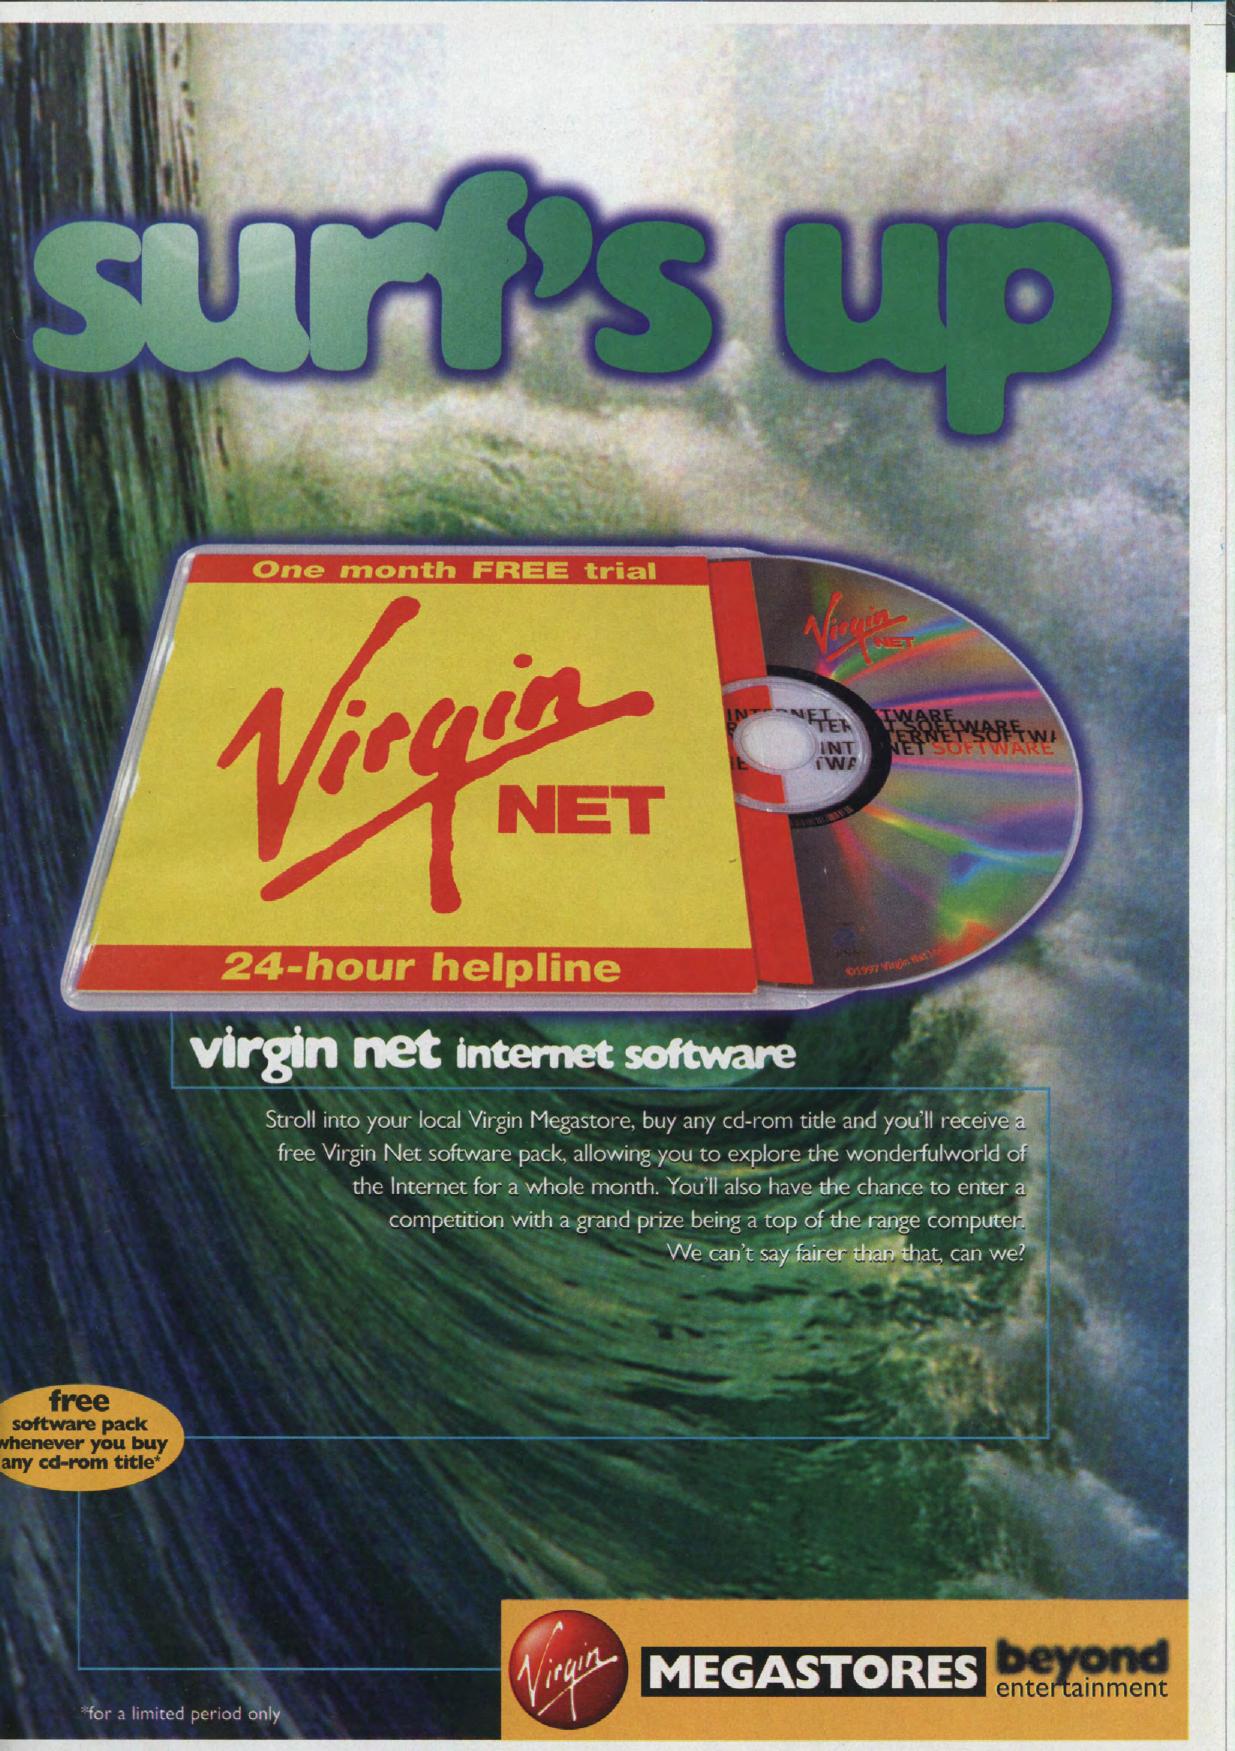 surf's up
One month FREE trial
Virgin
NET
24-hour helpline
Virgin
NET
SOFTWARE
©1997 Virgin Net
virgin net internet software
Stroll into your local Virgin Megastore, buy any cd-rom title and you'll receive a
free Virgin Net software pack, allowing you to explore the wonderfulworld of
the Internet for a whole month. You'll also have the chance to enter a
competition with a grand prize being a top of the range computer.
We can't say fairer than that, can we?
free
software pack
whenever you buy
any cd-rom title*
Virgin
MEGASTORES
beyond
entertainment
*for a limited period only